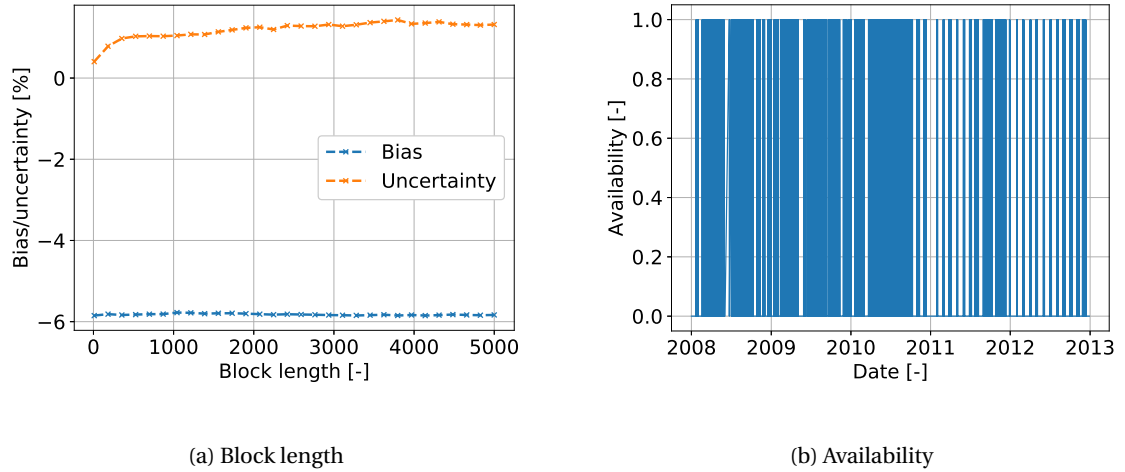 0
−2
−4
−6
Bias/uncertainty [%]
Bias
Uncertainty
0 1000 2000 3000 4000 5000
Block length [-]
(a) Block length
1.0
0.8
0.6
0.4
0.2
0.0
Availability [-]
2008 2009 2010 2011 2012 2013
Date [-]
(b) Availability